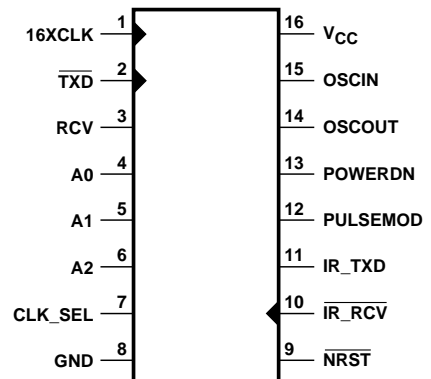 16XCLK 1 16 VCC
TXD 2 15 OSCIN
RCV 3 14 OSCOUT
A0 4 13 POWERDN
A1 5 12 PULSEMOD
A2 6 11 IR_TXD
CLK_SEL 7 10 IR_RCV
GND 8 9 NRST